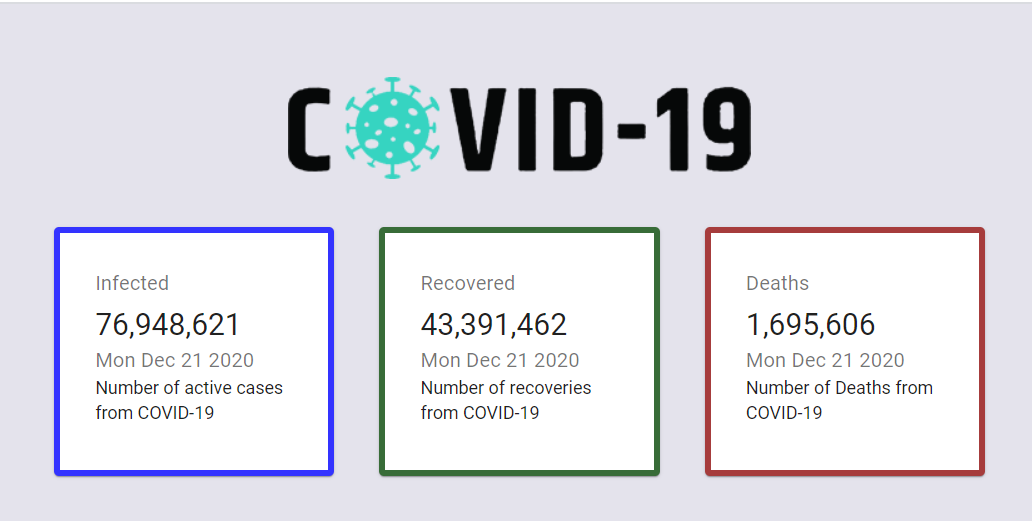 COVID-19
Infected
76,948,621
Mon Dec 21 2020
Number of active cases
from COVID-19
Recovered
43,391,462
Mon Dec 21 2020
Number of recoveries
from COVID-19
Deaths
1,695,606
Mon Dec 21 2020
Number of Deaths from
COVID-19